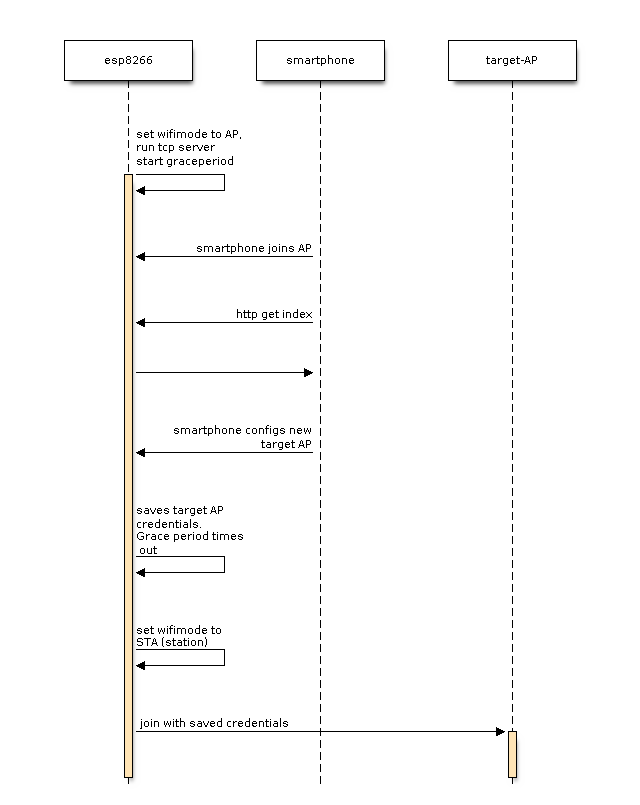 esp8266
smartphone
target-AP
set wifimode to AP,
run tcp server
start graceperiod
smartphone joins AP
http get index
smartphone configs new
target AP
saves target AP
credentials.
Grace period times
out
set wifimode to
STA (station)
join with saved credentials